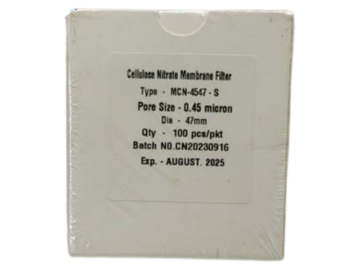 Cellulose Nitrate Membrane Filter
Type - MCN-4547 - S
Pore Size - 0.45 micron
Dia - 47mm
Qty - 100 pcs/pkt
Batch NO.CN20230916
Exp. - AUGUST. 2025